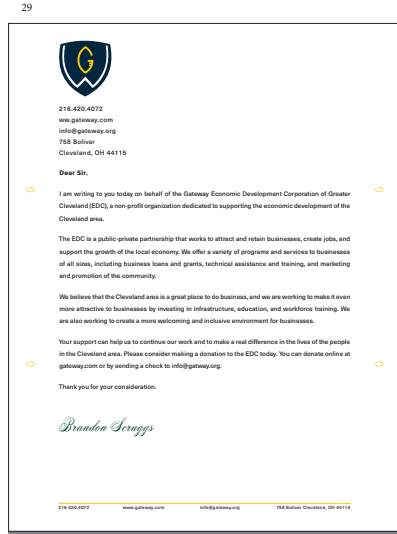 29
G
216.420.4072
ww.gateway.com
info@gateway.org
758 Bolivar
Cleveland, OH 44115
Dear Sir,
I am writing to you today on behalf of the Gateway Economic Development Corporation of Greater
Cleveland (EDC), a non-profit organization dedicated to supporting the economic development of the
Cleveland area.
The EDC is a public-private partnership that works to attract and retain businesses, create jobs, and
support the growth of the local economy. We offer a variety of programs and services to businesses
of all sizes, including business loans and grants, technical assistance and training, and marketing
and promotion of the community.
We believe that the Cleveland area is a great place to do business, and we are working to make it even
more attractive to businesses by investing in infrastructure, education, and workforce training. We
are also working to create a more welcoming and inclusive environment for businesses.
Your support can help us to continue our work and to make a real difference in the lives of the people
in the Cleveland area. Please consider making a donation to the EDC today. You can donate online at
gateway.com or by sending a check to info@gatway.org.
Thank you for your consideration.
Brandon Scruggs
216.420.4072 www.gateway.com info@gateway.org 758 Bolivar Cleveland, OH 44115